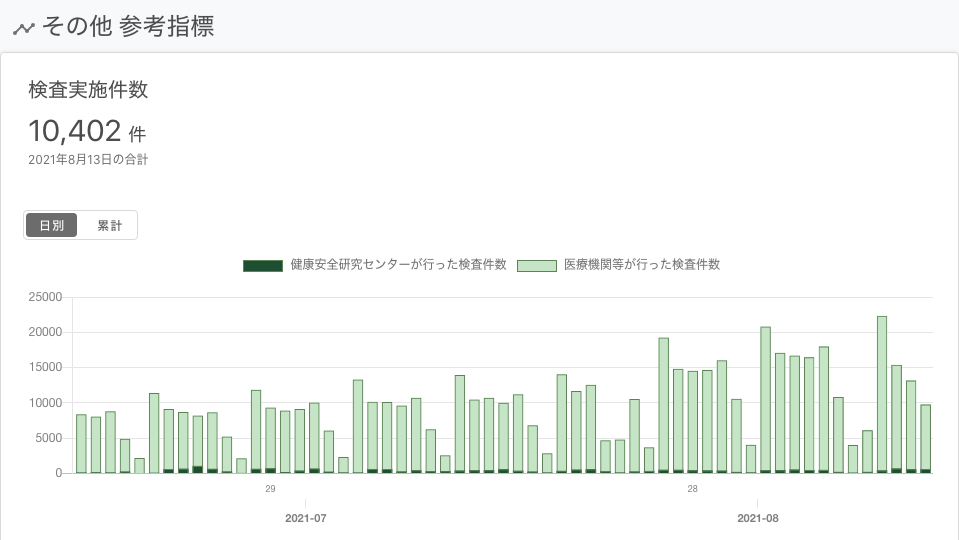 その他 参考指標
検査実施件数
10,402 件
2021年8月13日の合計
日別 累計
健康安全研究センターが行った検査件数 医療機関等が行った検査件数
25000
20000
15000
10000
5000
0
29 28
2021-07 2021-08